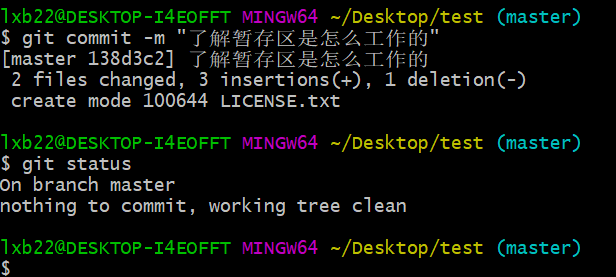 lxb22@DESKTOP-I4EOFFT MINGW64 ~/Desktop/test (master)
$ git commit -m "了解暂存区是怎么工作的"
[master 138d3c2] 了解暂存区是怎么工作的
 2 files changed, 3 insertions(+), 1 deletion(-)
 create mode 100644 LICENSE.txt

lxb22@DESKTOP-I4EOFFT MINGW64 ~/Desktop/test (master)
$ git status
On branch master
nothing to commit, working tree clean

lxb22@DESKTOP-I4EOFFT MINGW64 ~/Desktop/test (master)
$